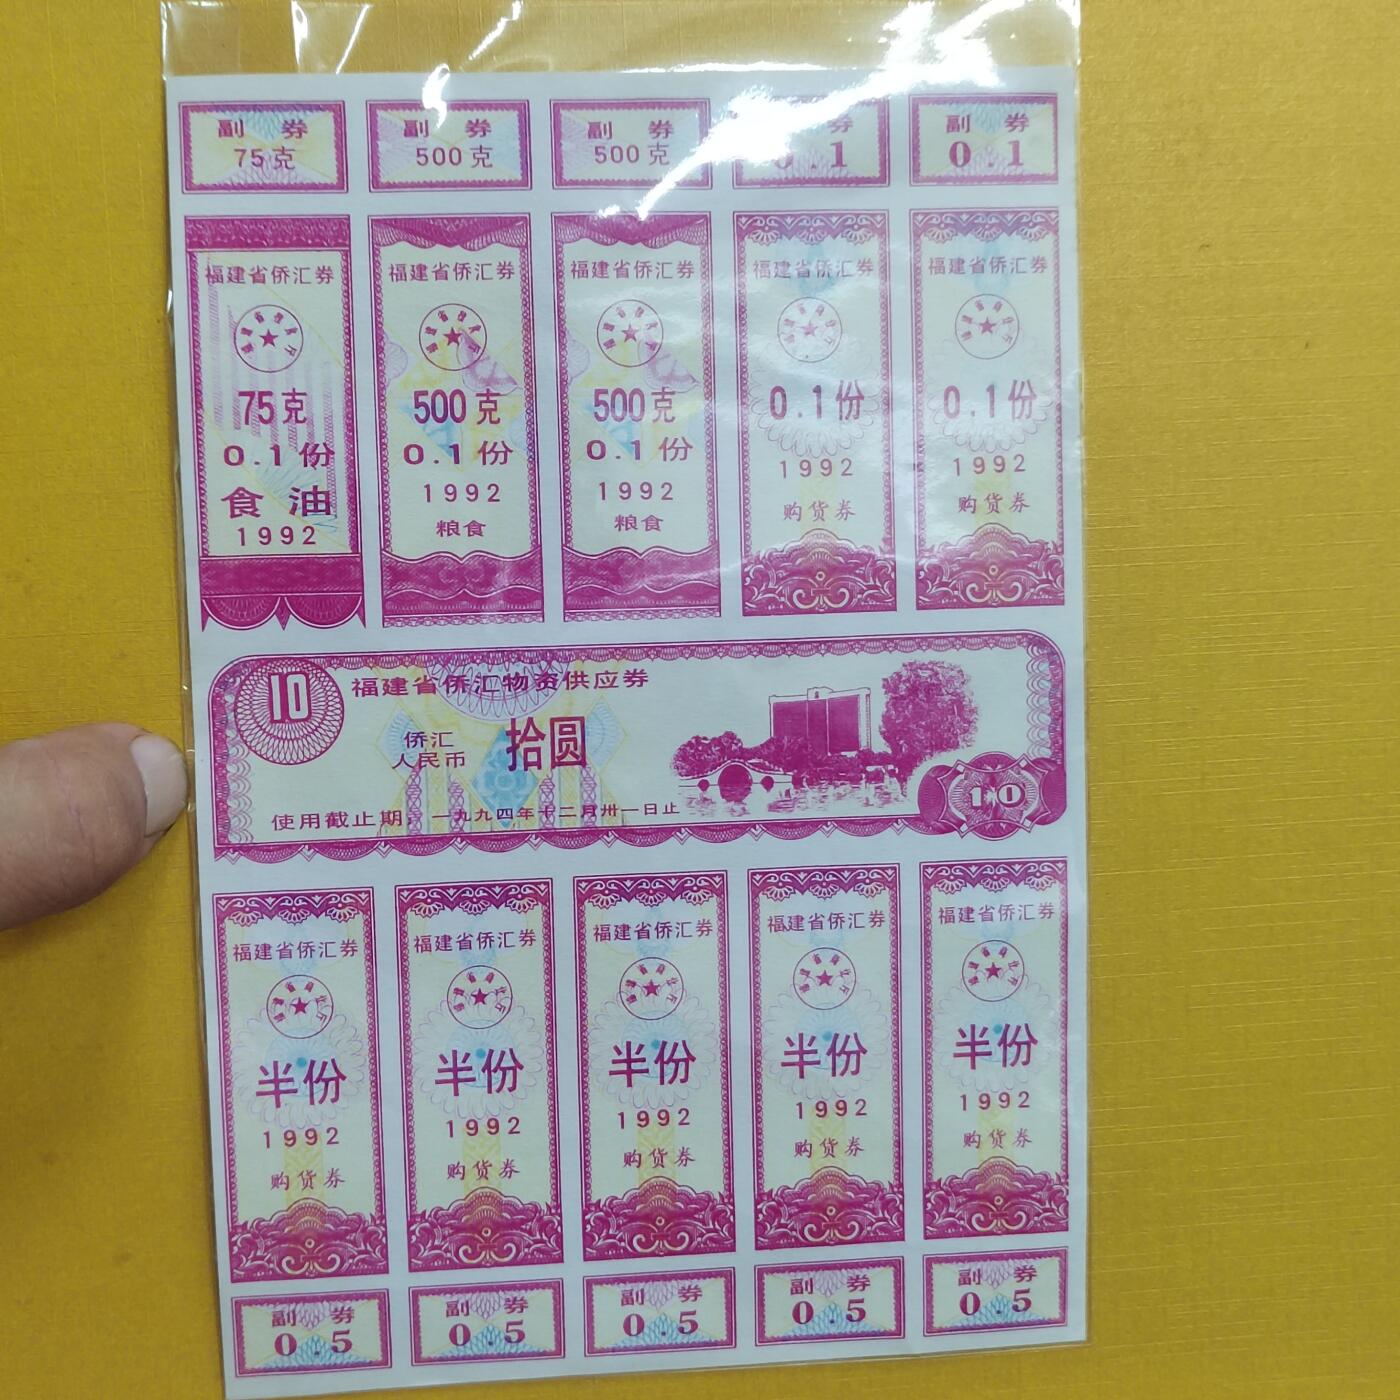 副 券
75克
副 券
500克
副 券
500克
券
0.1
副 券
0.1
福建省侨汇券
75克
0.1份
食 油
1992
福建省侨汇券
500克
0.1份
1992
粮食
福建省侨汇券
500克
0.1份
1992
粮食
福建省侨汇券
0.1份
1992
购货券
福建省侨汇券
0.1份
1992
购货券
10
福建省侨汇物资供应券
侨汇
人民币
拾圆
使用截止期：一九九四年十二月卅一日止
10
福建省侨汇券
半份
1992
购货券
福建省侨汇券
半份
1992
购货券
福建省侨汇券
半份
1992
购货券
福建省侨汇券
半份
1992
购货券
福建省侨汇券
半份
1992
购货券
副 券
0.5
副 券
0.5
副 券
0.5
副 券
0.5
副 券
0.5